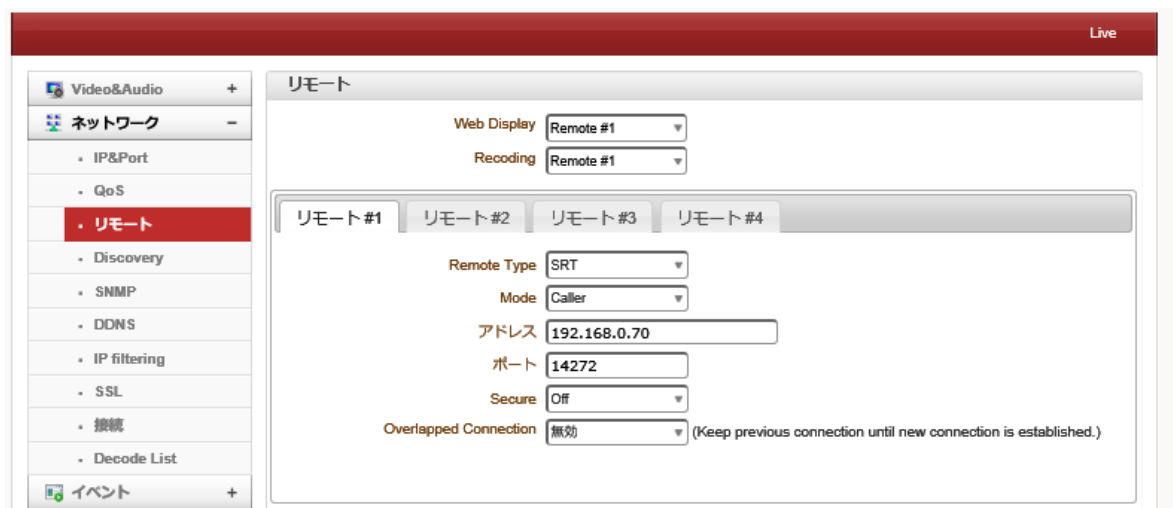 Live
Video&Audio +
ネットワーク −
IP&Port
QoS
リモート
Discovery
SNMP
DDNS
IP filtering
SSL
接続
Decode List
イベント +
リモート
Web Display Remote #1
Recoding Remote #1
リモート#1 リモート#2 リモート#3 リモート#4
Remote Type SRT
Mode Caller
アドレス 192.168.0.70
ポート 14272
Secure Off
Overlapped Connection 無効 (Keep previous connection until new connection is established.)